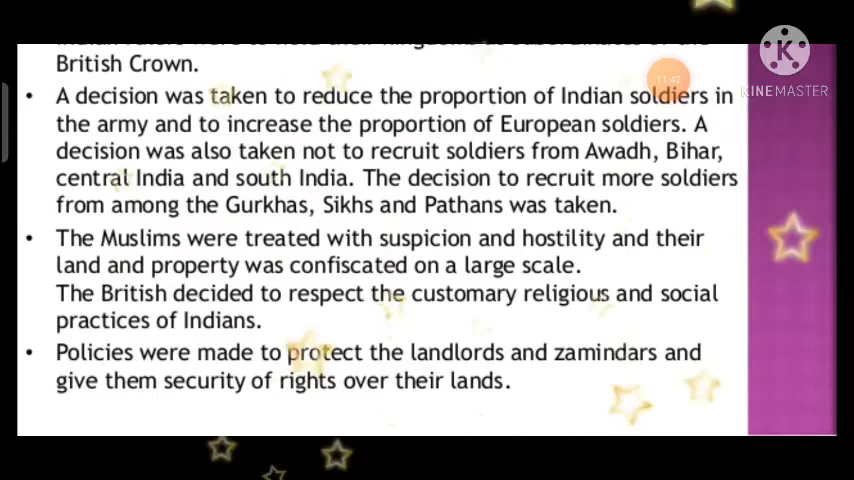 British Crown.
• A decision was taken to reduce the proportion of Indian soldiers in
the army and to increase the proportion of European soldiers. A
decision was also taken not to recruit soldiers from Awadh, Bihar,
central India and south India. The decision to recruit more soldiers
from among the Gurkhas, Sikhs and Pathans was taken.
• The Muslims were treated with suspicion and hostility and their
land and property was confiscated on a large scale.
The British decided to respect the customary religious and social
practices of Indians.
• Policies were made to protect the landlords and zamindars and
give them security of rights over their lands.
11:42
K
KINEMASTER